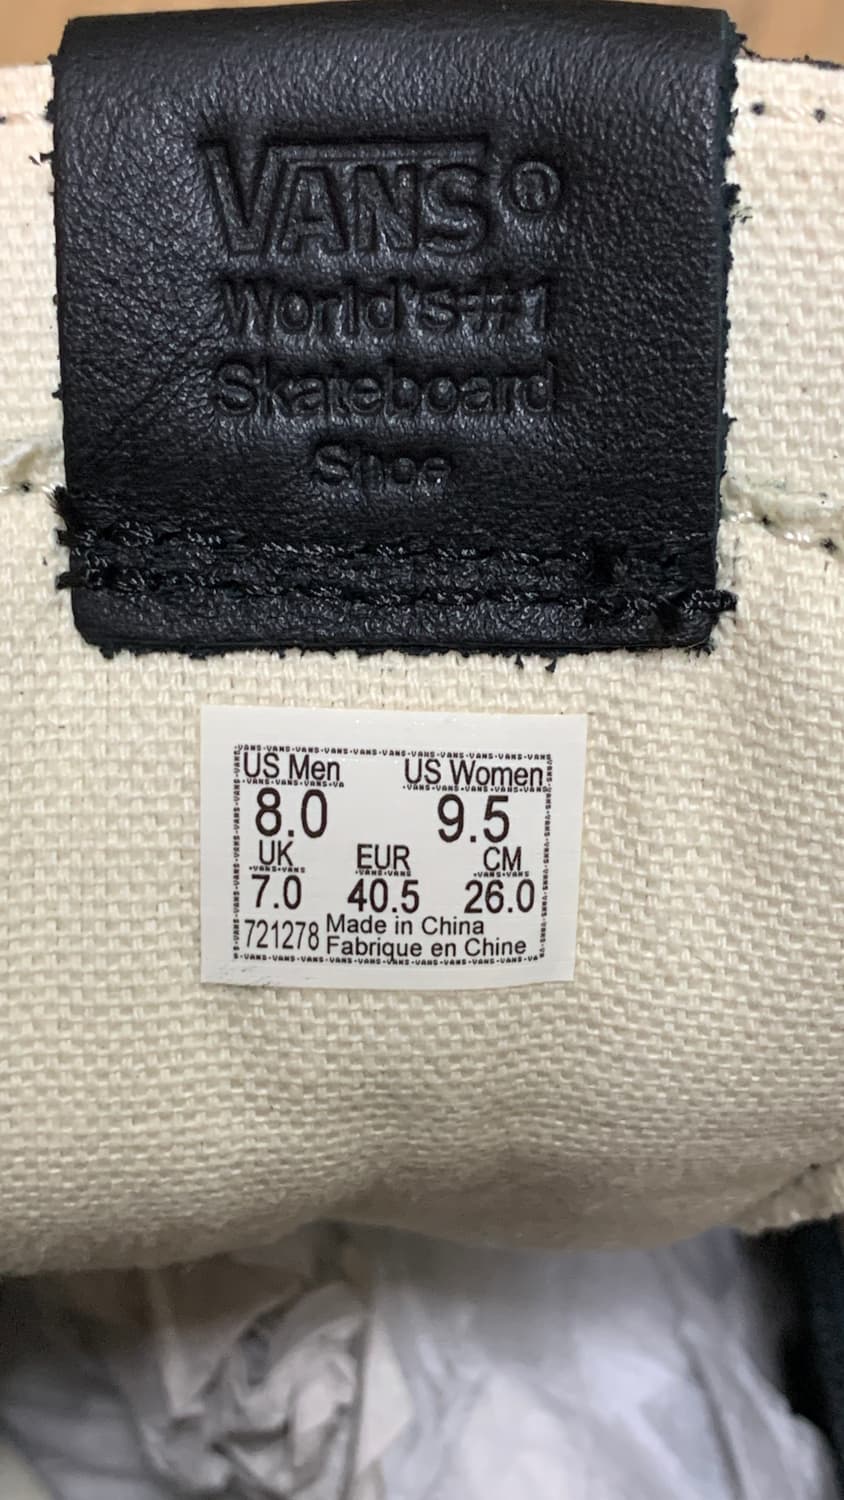 VANS®
World's #1
Skateboard
Shoe
US Men US Women
8.0 9.5
UK EUR CM
7.0 40.5 26.0
721278 Made in China
Fabrique en Chine